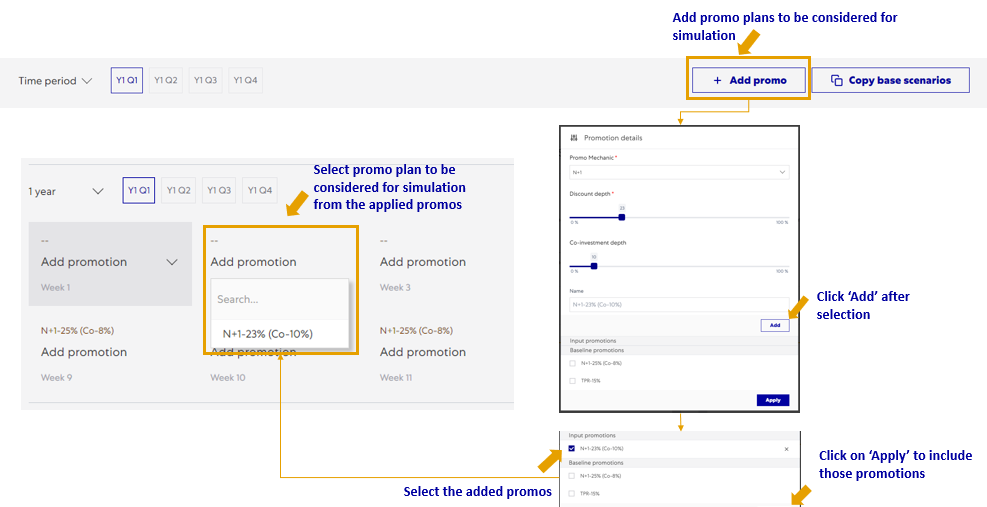 Add promo plans to be considered for
simulation
Time period
Y1 Q1
Y1 Q2
Y1 Q3
Y1 Q4
+ Add promo
Copy base scenarios
Select promo plan to be
considered for simulation
from the applied promos
1 year
Y1 Q1
Y1 Q2
Y1 Q3
Y1 Q4
--
Add promotion
Week 1
--
Add promotion
Search...
N+1-23% (Co-10%)
--
Add promotion
Week 3
N+1-25% (Co-8%)
Add promotion
Week 9
Add promotion
Week 10
N+1-25% (Co-8%)
Add promotion
Week 11
Promotion details
Promo Mechanic *
N+1
Discount depth *
23
0 %
100 %
Co-investment depth
10
0 %
100 %
Name
N+1-23% (Co-10%)
Add
Input promotions
Baseline promotions
N+1-25% (Co-8%)
TPR-15%
Apply
Click ‘Add’ after
selection
Input promotions
N+1-23% (Co-10%)
×
Baseline promotions
N+1-25% (Co-8%)
TPR-15%
Select the added promos
Click on ‘Apply’ to include
those promotions